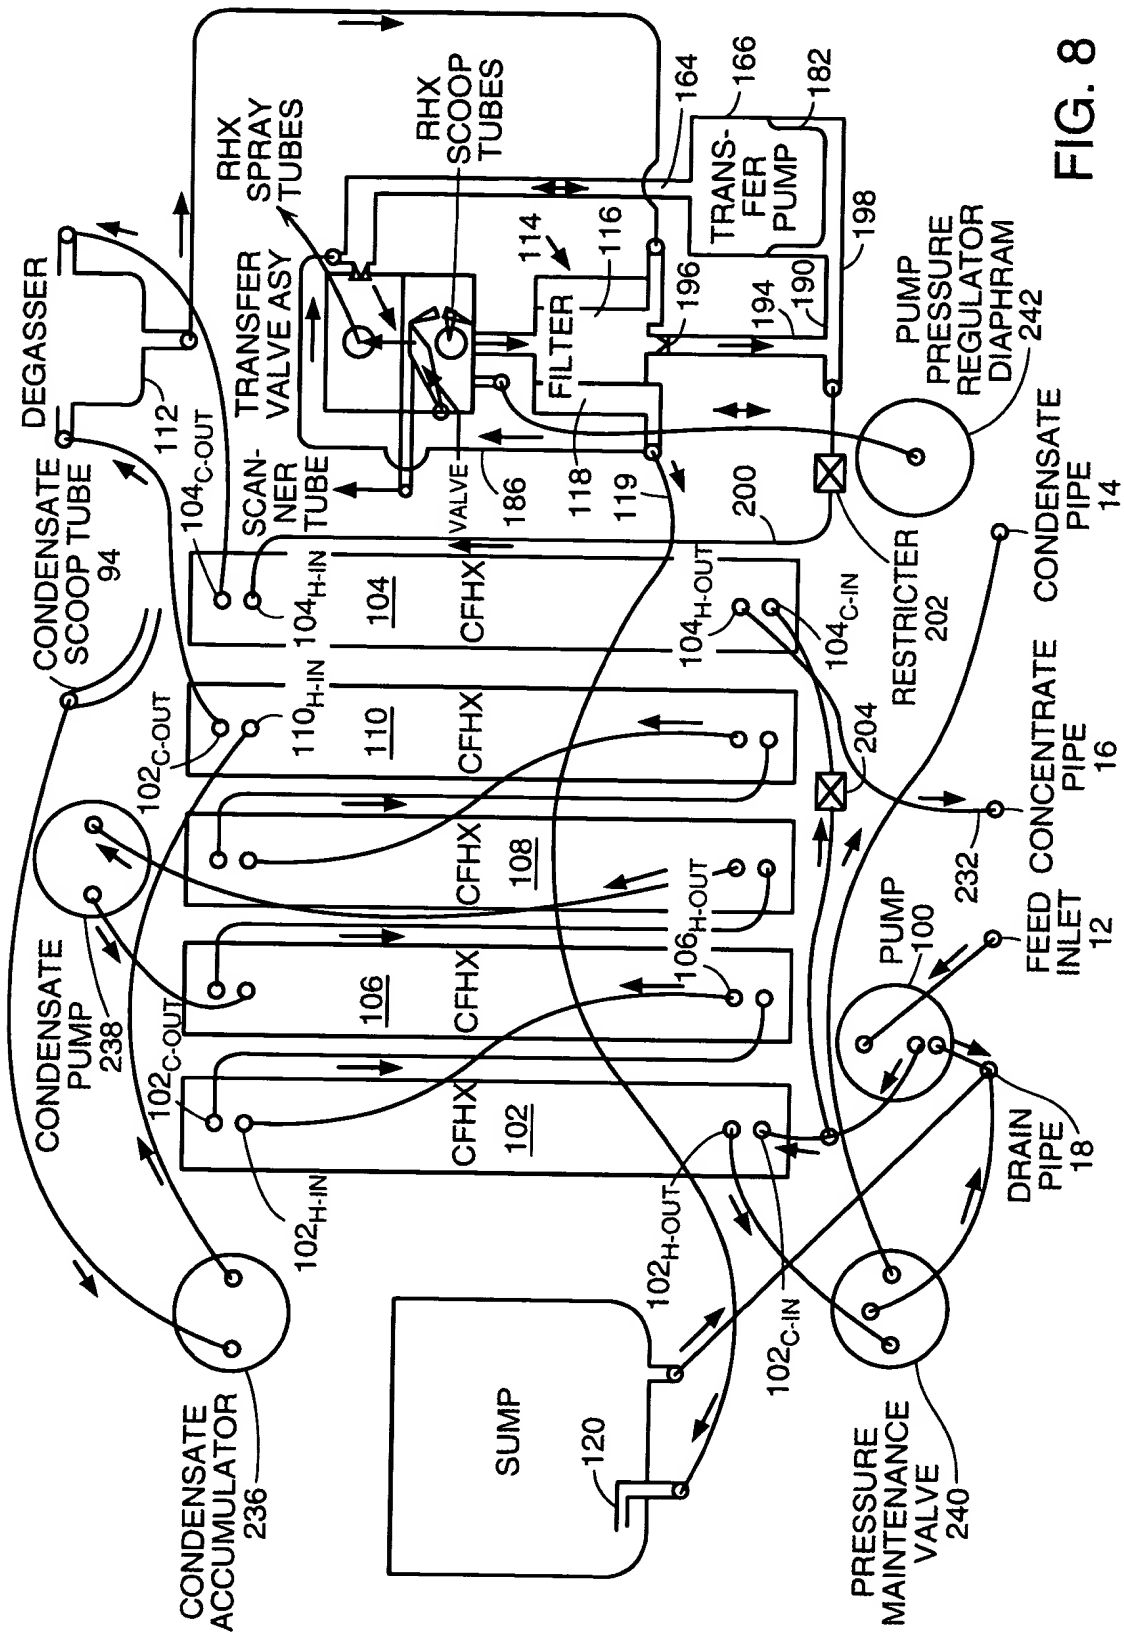 CONDENSATE
ACCUMULATOR
236
CONDENSATE
PUMP
238
CONDENSATE
SCOOP TUBE
94
DEGASSER
112
RHX
SPRAY
TUBES
RHX
SCOOP
TUBES
TRANSFER
VALVE ASY
SCAN-
NER
TUBE
VALVE
186
114
116
FILTER
118
119
196
194
190
164
166
182
TRANS-
FER
PUMP
198
200
102C-OUT
102H-IN
102C-OUT
110H-IN
104C-OUT
104H-IN
CFHX
102
CFHX
106
CFHX
108
CFHX
110
CFHX
104
102H-OUT
102C-IN
106H-OUT
104H-OUT
104C-IN
SUMP
120
PRESSURE
MAINTENANCE
VALVE
240
DRAIN
PIPE
18
PUMP
100
FEED
INLET
12
232
204
CONCENTRATE
PIPE
16
RESTRICTER
202
CONDENSATE
PIPE
14
PUMP
PRESSURE
REGULATOR
DIAPHRAM
242
FIG. 8